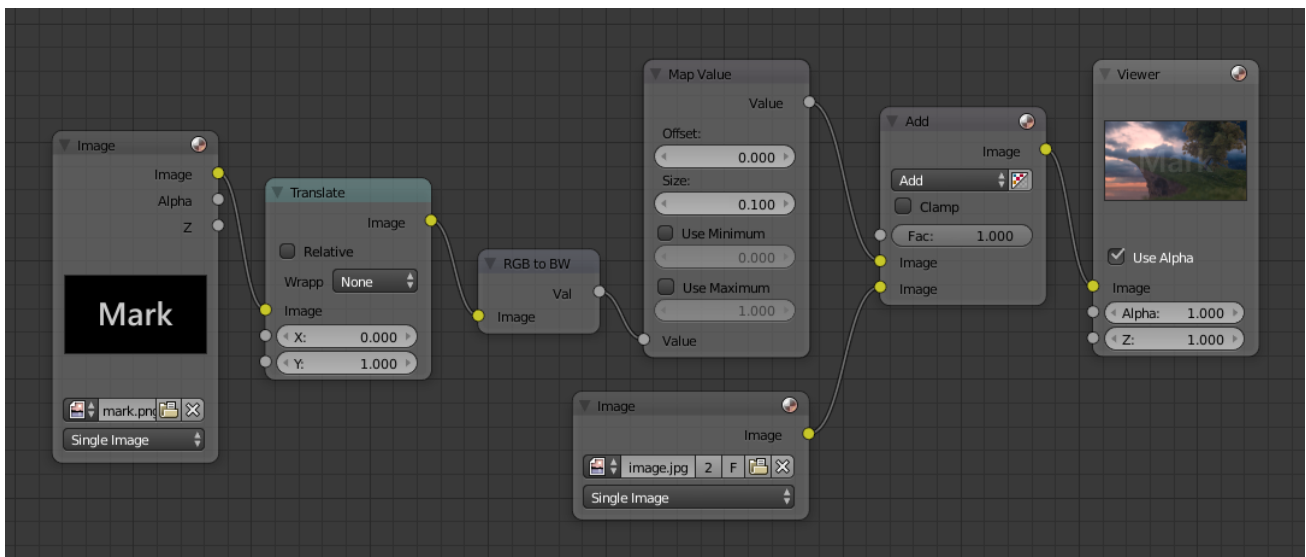 Image
Image
Alpha
Z
Mark
mark.png
Single Image
Translate
Image
Relative
Wrapp None
Image
X: 0.000
Y: 1.000
RGB to BW
Val
Image
Map Value
Value
Offset:
0.000
Size:
0.100
Use Minimum
0.000
Use Maximum
1.000
Value
Image
Image
image.jpg 2 F
Single Image
Add
Image
Add
Clamp
Fac: 1.000
Image
Image
Viewer
Mark
Use Alpha
Image
Alpha: 1.000
Z: 1.000